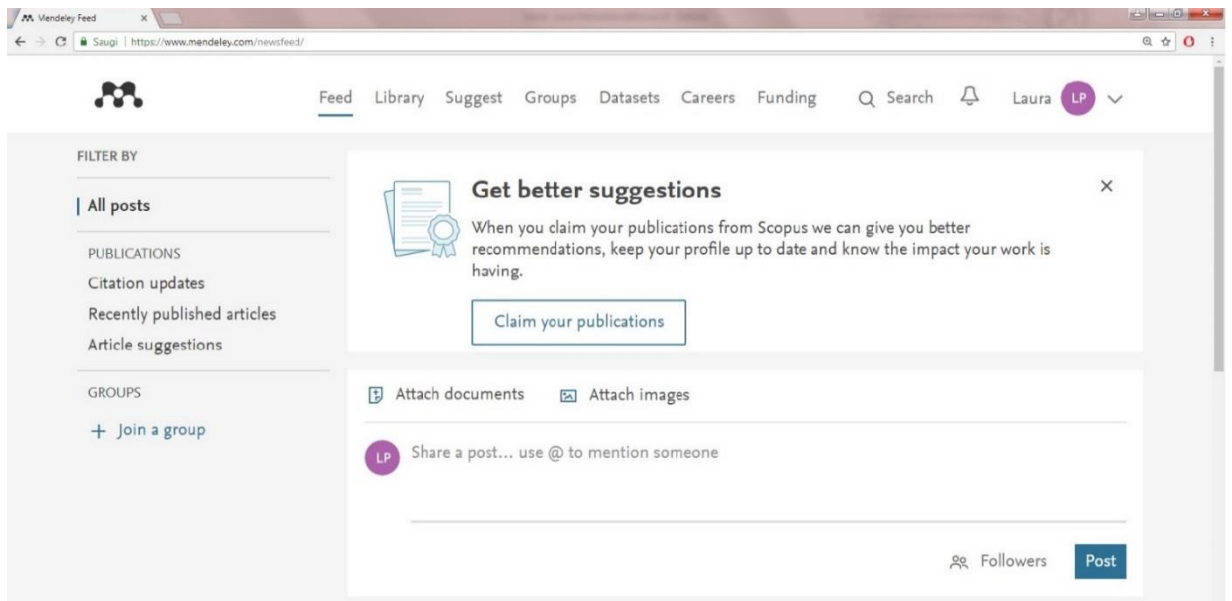 Mendeley Feed
Saugi | https://www.mendeley.com/newsfeed/
Feed Library Suggest Groups Datasets Careers Funding Search Laura LP
FILTER BY
All posts
PUBLICATIONS
Citation updates
Recently published articles
Article suggestions
GROUPS
+ Join a group
Get better suggestions
When you claim your publications from Scopus we can give you better
recommendations, keep your profile up to date and know the impact your work is
having.
Claim your publications
Attach documents Attach images
LP Share a post... use @ to mention someone
Followers Post